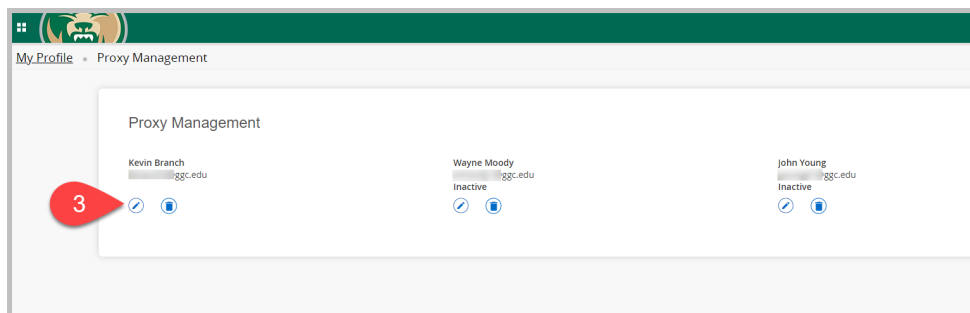 My Profile • Proxy Management
Proxy Management
Kevin Branch
ggc.edu
3
Wayne Moody
ggc.edu
Inactive
John Young
ggc.edu
Inactive